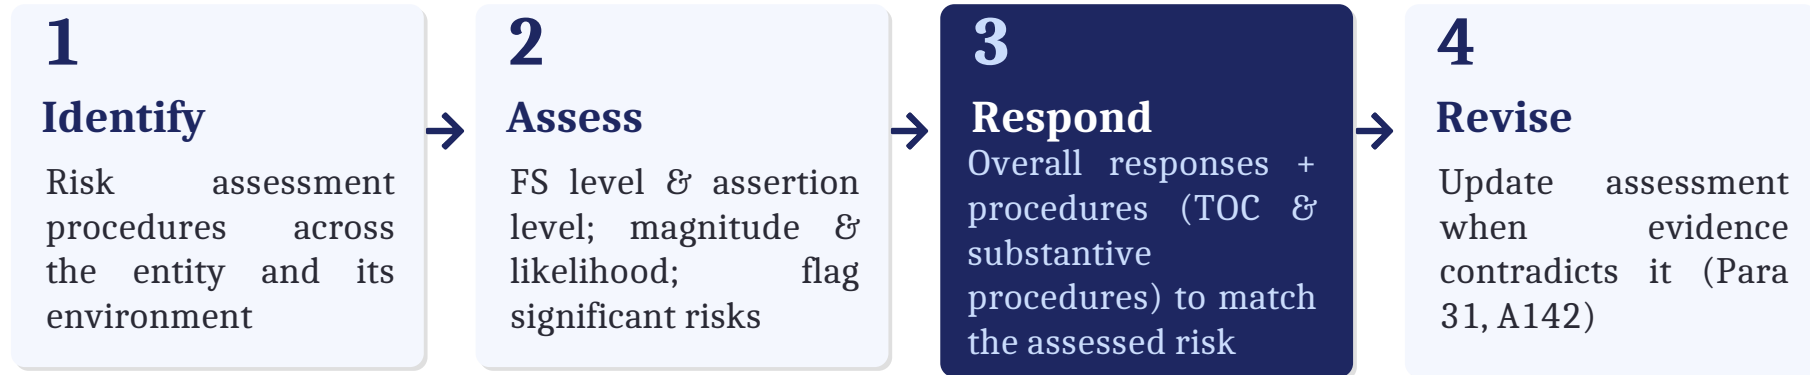 1
Identify
Risk assessment
procedures across
the entity and its
environment
2
Assess
FS level & assertion
level; magnitude &
likelihood; flag
significant risks
3
Respond
Overall responses +
procedures (TOC &
substantive
procedures) to match
the assessed risk
4
Revise
Update assessment
when evidence
contradicts it (Para
31, A142)